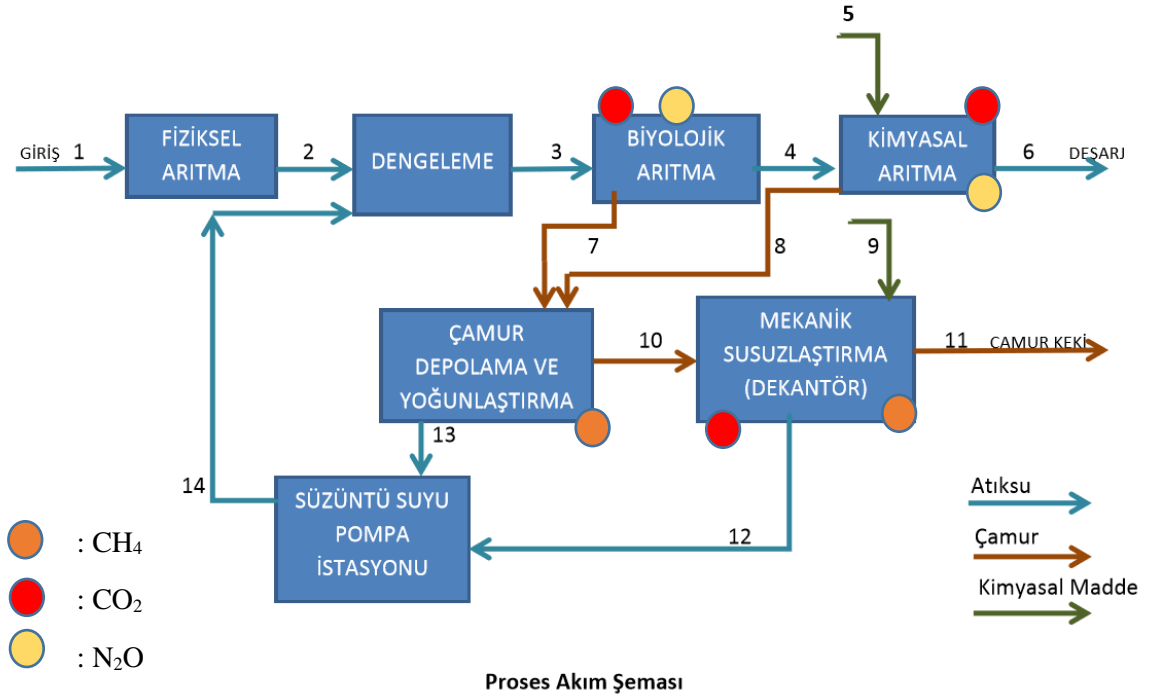 5
GİRİŞ 1
FİZİKSEL
ARITMA
2
DENGELEME
3
BİYOLOJİK
ARITMA
4
KİMYASAL
ARITMA
6 DEŞARJ
7
8
9
ÇAMUR
DEPOLAMA VE
YOĞUNLAŞTIRMA
10
MEKANİK
SUSUZLAŞTIRMA
(DEKANTÖR)
11 ÇAMUR KEKİ
13
14
SÜZÜNTÜ SUYU
POMPA
İSTASYONU
12
Atıksu
Çamur
Kimyasal Madde
: CH₄
: CO₂
: N₂O
Proses Akım Şeması